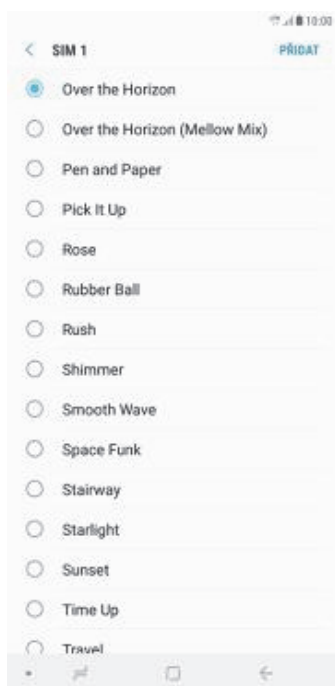 10:00
SIM 1
PŘIDAT
Over the Horizon
Over the Horizon (Mellow Mix)
Pen and Paper
Pick It Up
Rose
Rubber Ball
Rush
Shimmer
Smooth Wave
Space Funk
Stairway
Starlight
Sunset
Time Up
Travel